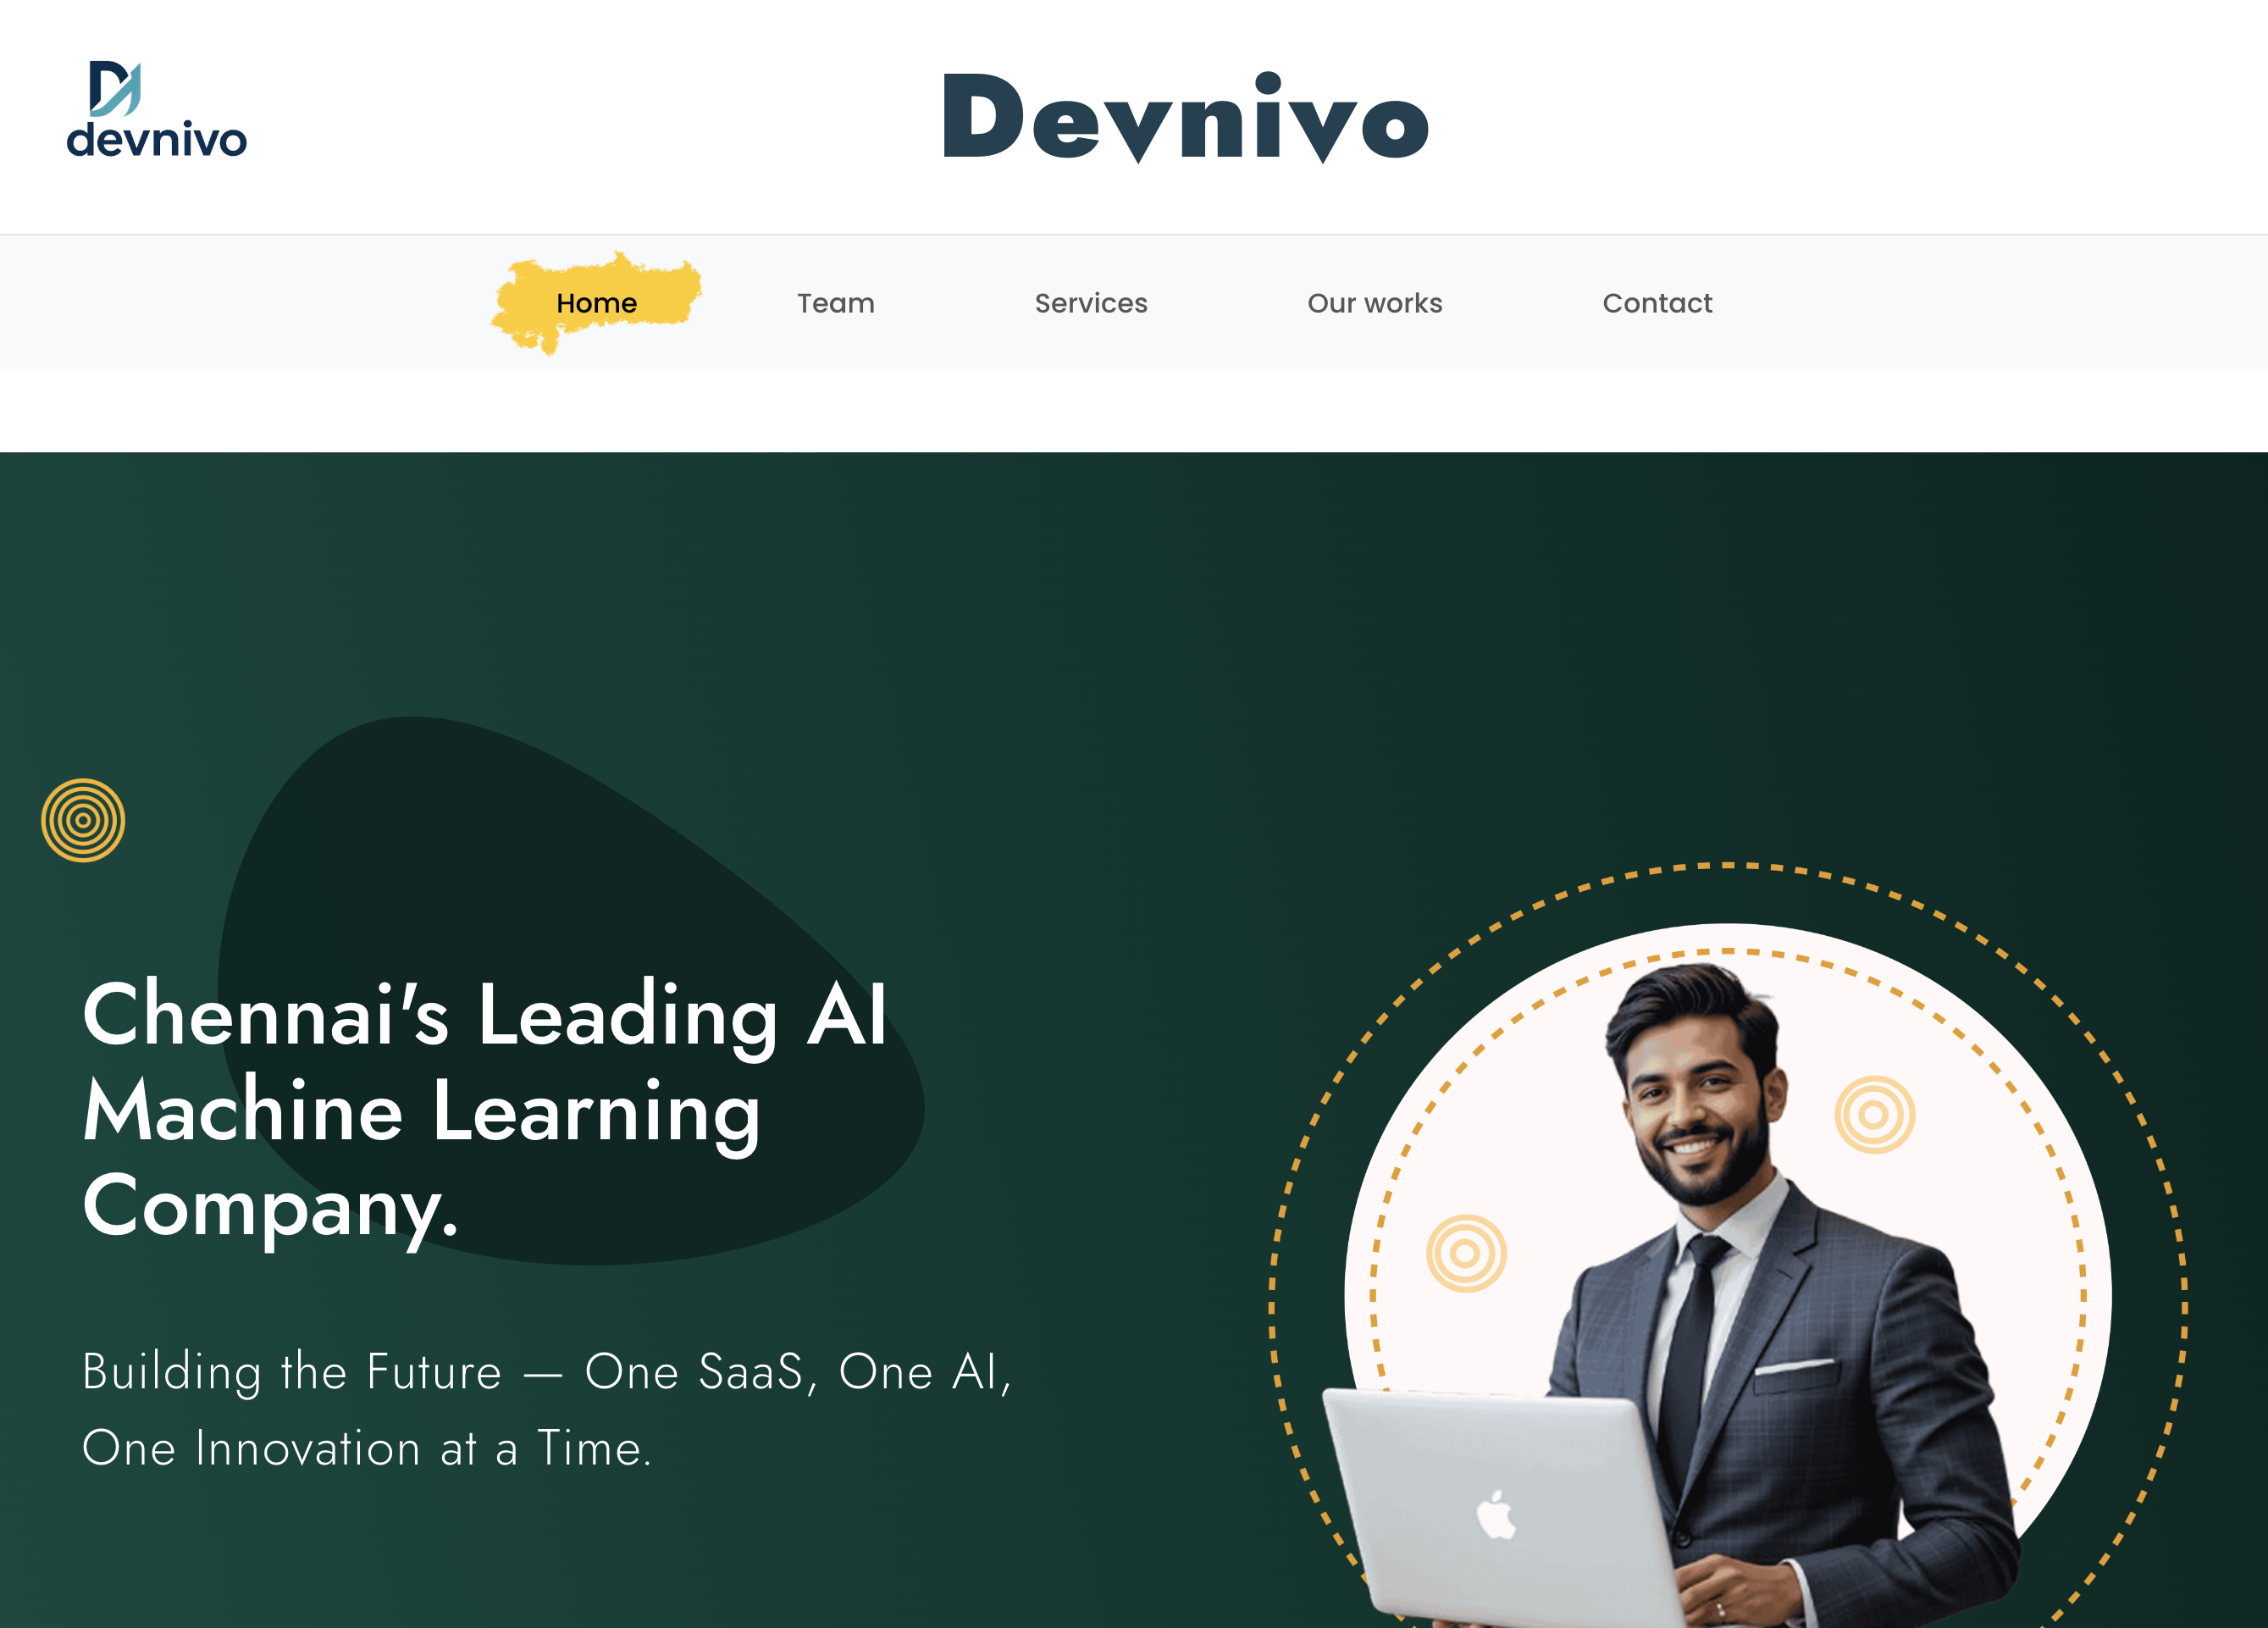 devnivo
Devnivo
Home
Team
Services
Our works
Contact
Chennai's Leading AI
Machine Learning
Company.
Building the Future — One SaaS, One AI,
One Innovation at a Time.